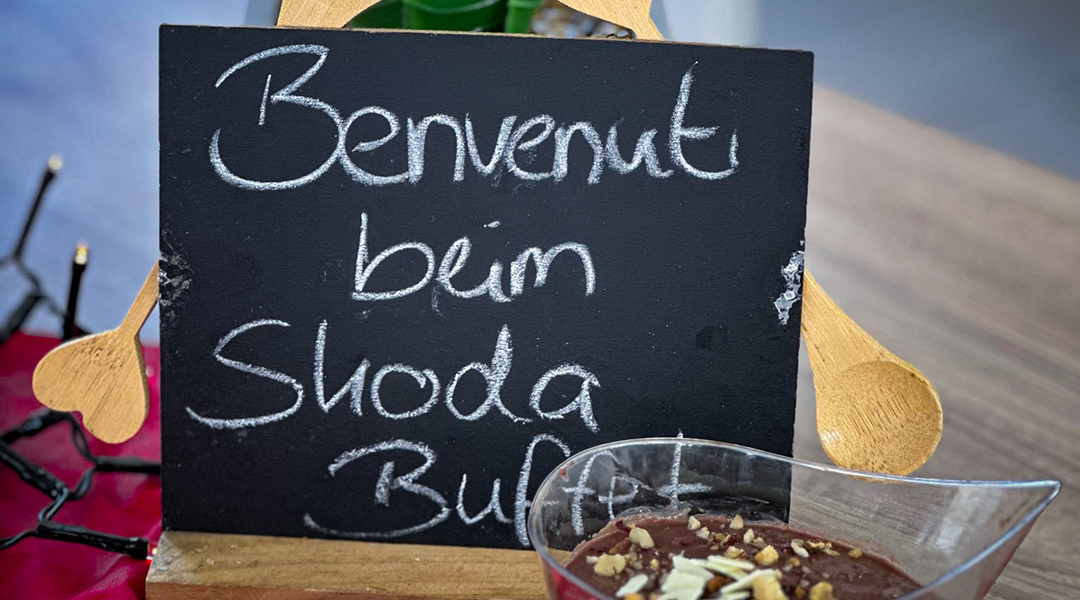 Benvenuti
beim
Skoda
Buffet